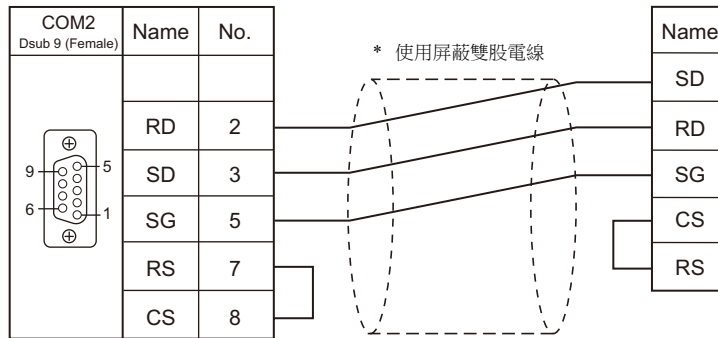 COM2
Dsub 9 (Female)
Name
No.
RD
2
SD
3
SG
5
RS
7
CS
8
9
5
6
1
* 使用屏蔽雙股電線
Name
SD
RD
SG
CS
RS